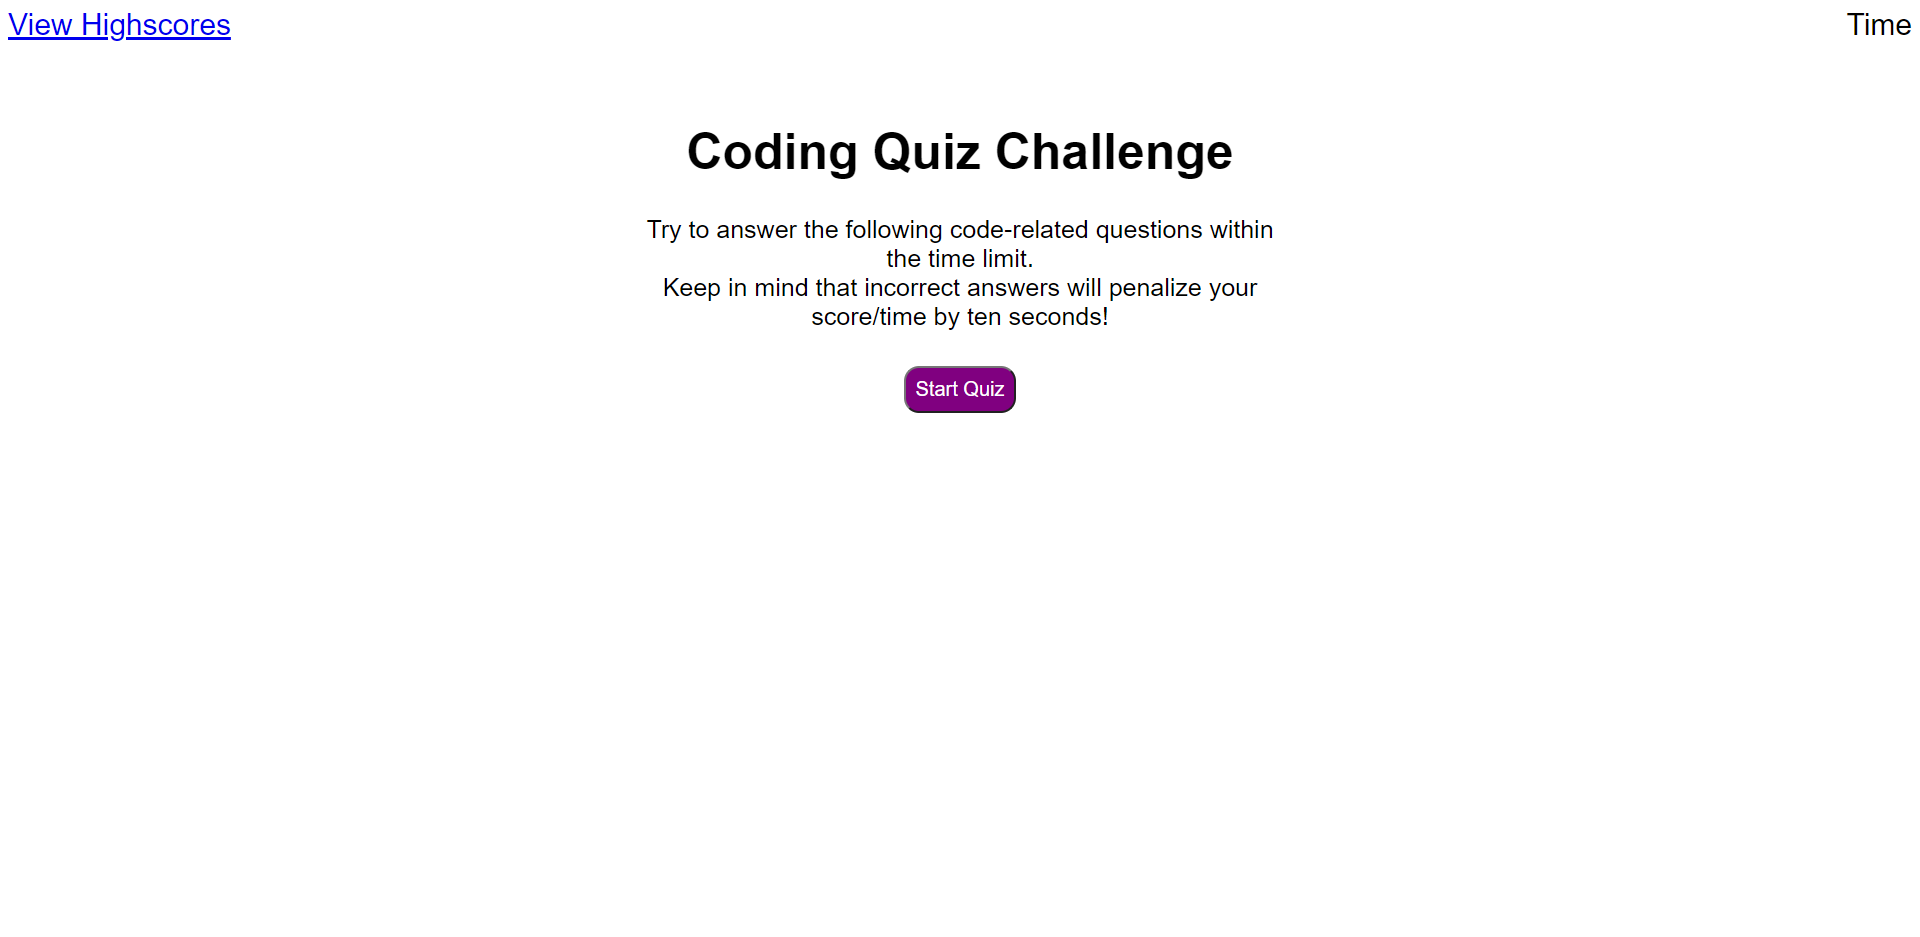 View Highscores
Time
Coding Quiz Challenge
Try to answer the following code-related questions within
the time limit.
Keep in mind that incorrect answers will penalize your
score/time by ten seconds!
Start Quiz